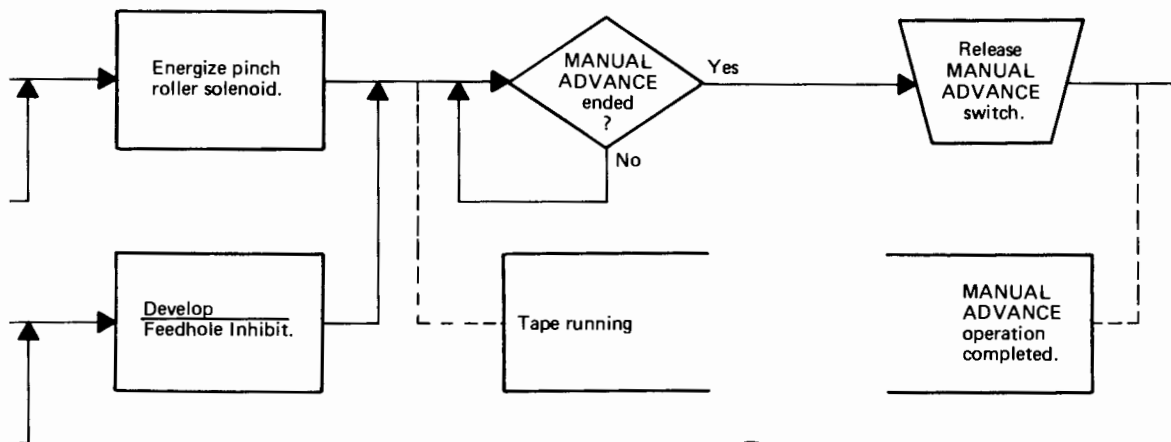 Energize pinch
roller solenoid.
MANUAL
ADVANCE
ended
?
Yes
No
Release
MANUAL
ADVANCE
switch.
Develop
Feedhole Inhibit.
Tape running
MANUAL
ADVANCE
operation
completed.